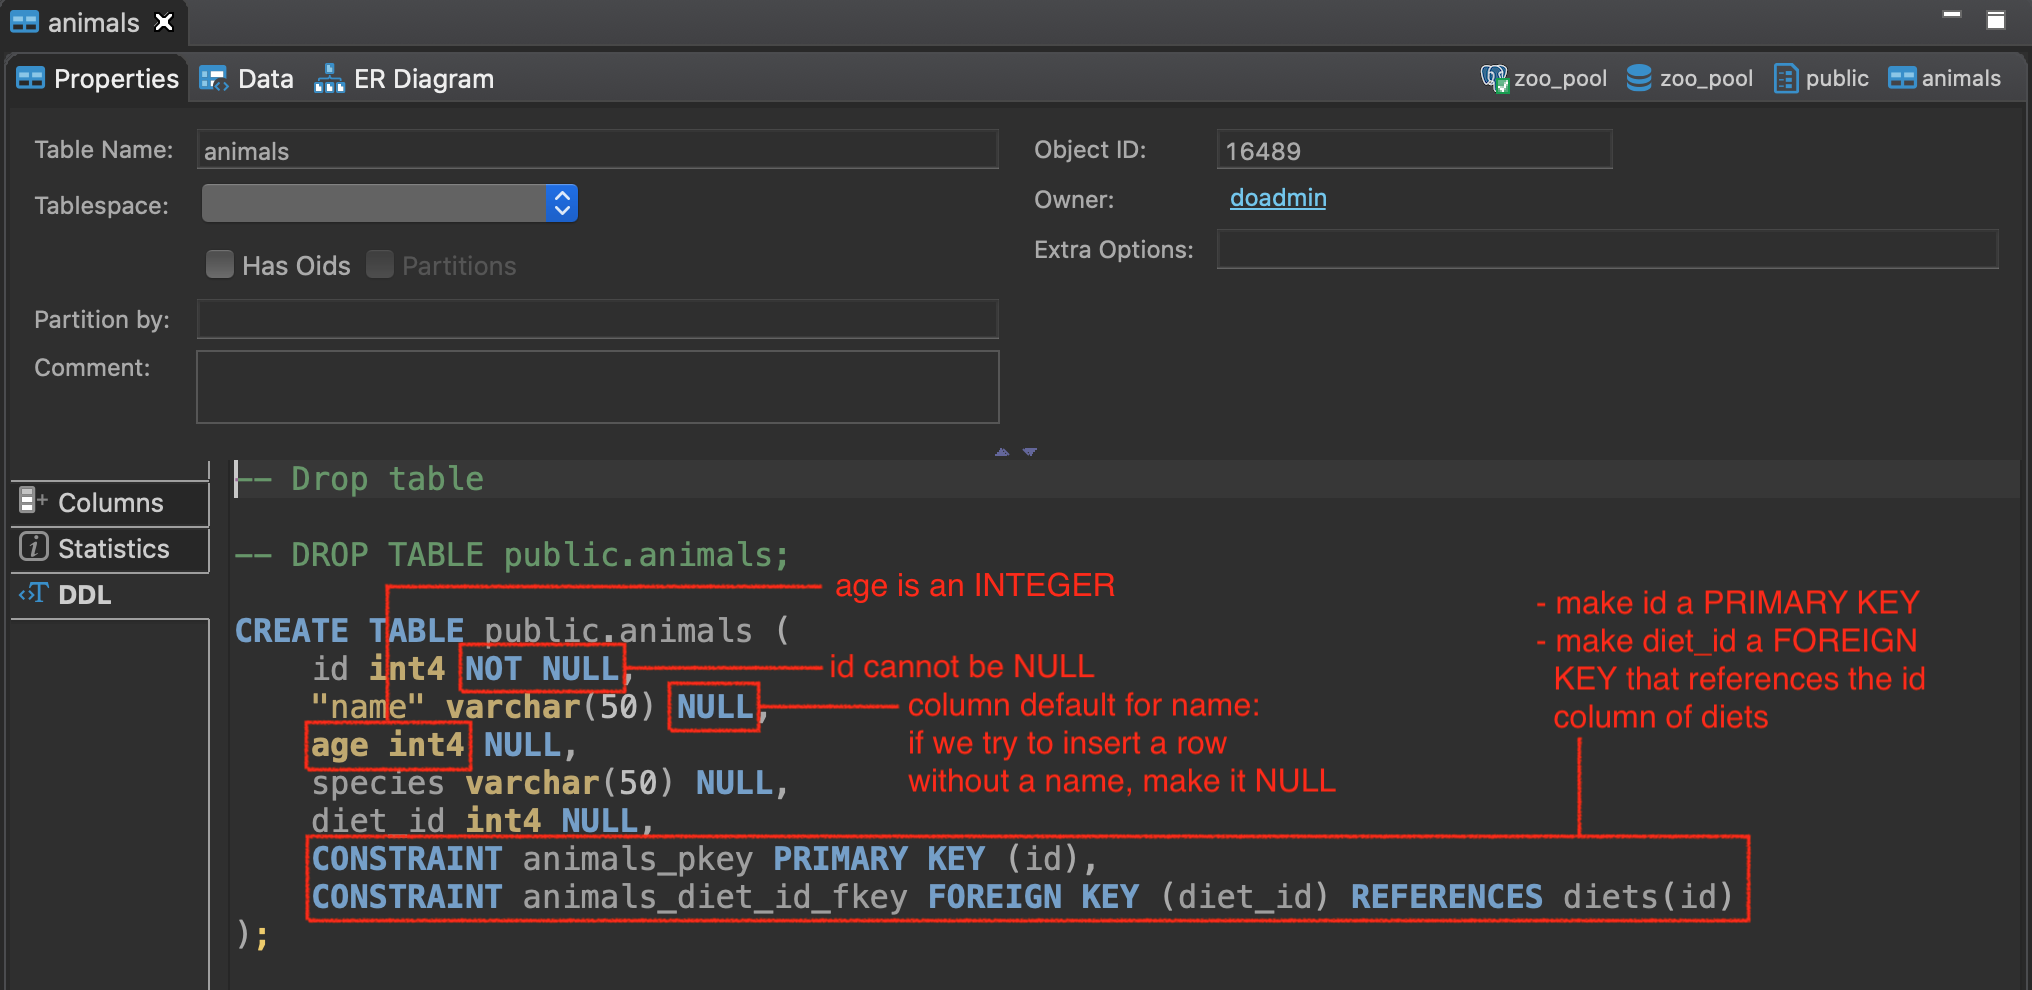 animals
Properties Data ER Diagram zoo_pool zoo_pool public animals
Table Name: animals Object ID: 16489
Tablespace: Owner: doadmin
Has Oids Partitions Extra Options:
Partition by:
Comment:
Columns
Statistics
DDL
-- Drop table
-- DROP TABLE public.animals;
age is an INTEGER
CREATE TABLE public.animals (
id int4 NOT NULL,
id cannot be NULL
"name" varchar(50) NULL,
column default for name:
if we try to insert a row
without a name, make it NULL
age int4 NULL,
species varchar(50) NULL,
diet_id int4 NULL,
- make id a PRIMARY KEY
- make diet_id a FOREIGN
KEY that references the id
column of diets
CONSTRAINT animals_pkey PRIMARY KEY (id),
CONSTRAINT animals_diet_id_fkey FOREIGN KEY (diet_id) REFERENCES diets(id)
);